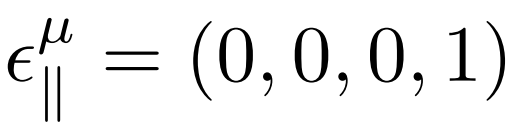 ϵ^μ_∥ = (0, 0, 0, 1)